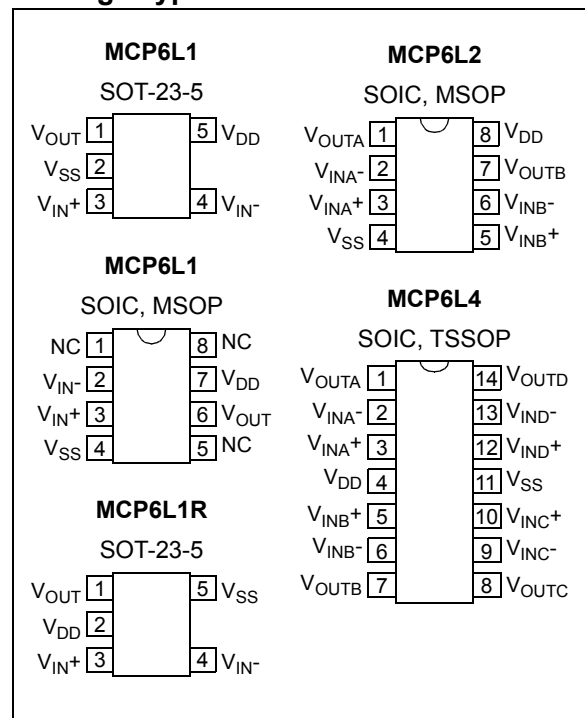 MCP6L1
SOT-23-5
VOUT 1 5 VDD
VSS 2
VIN+ 3 4 VIN-
MCP6L1
SOIC, MSOP
NC 1 8 NC
VIN- 2 7 VDD
VIN+ 3 6 VOUT
VSS 4 5 NC
MCP6L1R
SOT-23-5
VOUT 1 5 VSS
VDD 2
VIN+ 3 4 VIN-
MCP6L2
SOIC, MSOP
VOUTA 1 8 VDD
VINA- 2 7 VOUTB
VINA+ 3 6 VINB-
VSS 4 5 VINB+
MCP6L4
SOIC, TSSOP
VOUTA 1 14 VOUTD
VINA- 2 13 VIND-
VINA+ 3 12 VIND+
VDD 4 11 VSS
VINB+ 5 10 VINC+
VINB- 6 9 VINC-
VOUTB 7 8 VOUTC